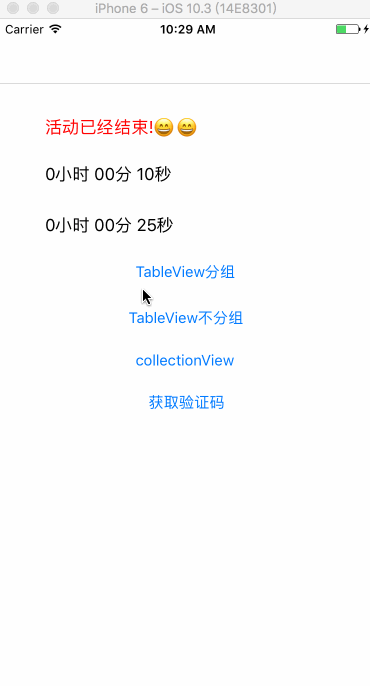 iPhone 6 – iOS 10.3 (14E8301)
Carrier 10:29 AM
活动已经结束!😄😄
0小时 00分 10秒
0小时 00分 25秒
TableView分组
TableView不分组
collectionView
获取验证码